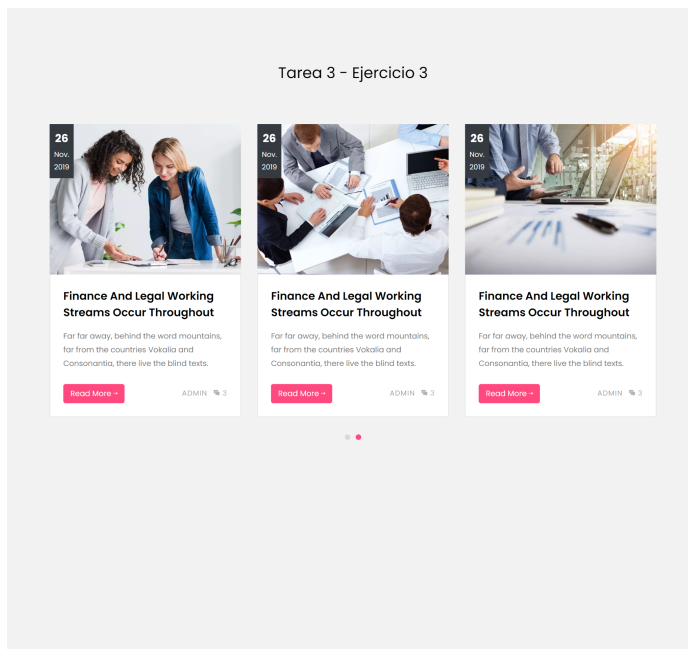 Tarea 3 - Ejercicio 3
26
Nov.
2019
Finance And Legal Working
Streams Occur Throughout
Far far away, behind the word mountains,
far from the countries Vokalia and
Consonantia, there live the blind texts.
Read More→ ADMIN 3
26
Nov.
2019
Finance And Legal Working
Streams Occur Throughout
Far far away, behind the word mountains,
far from the countries Vokalia and
Consonantia, there live the blind texts.
Read More→ ADMIN 3
26
Nov.
2019
Finance And Legal Working
Streams Occur Throughout
Far far away, behind the word mountains,
far from the countries Vokalia and
Consonantia, there live the blind texts.
Read More→ ADMIN 3